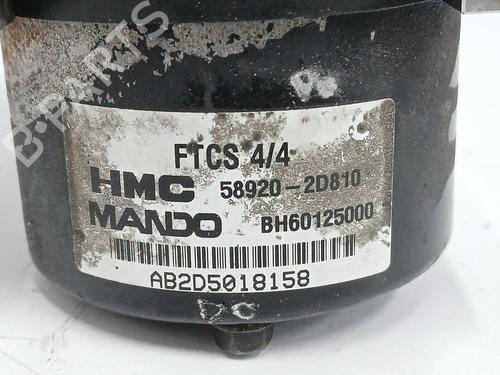 B-PARTS
FTCS 4/4
HMC 58920-2D810
MANDO BH60125000
AB2D5018158